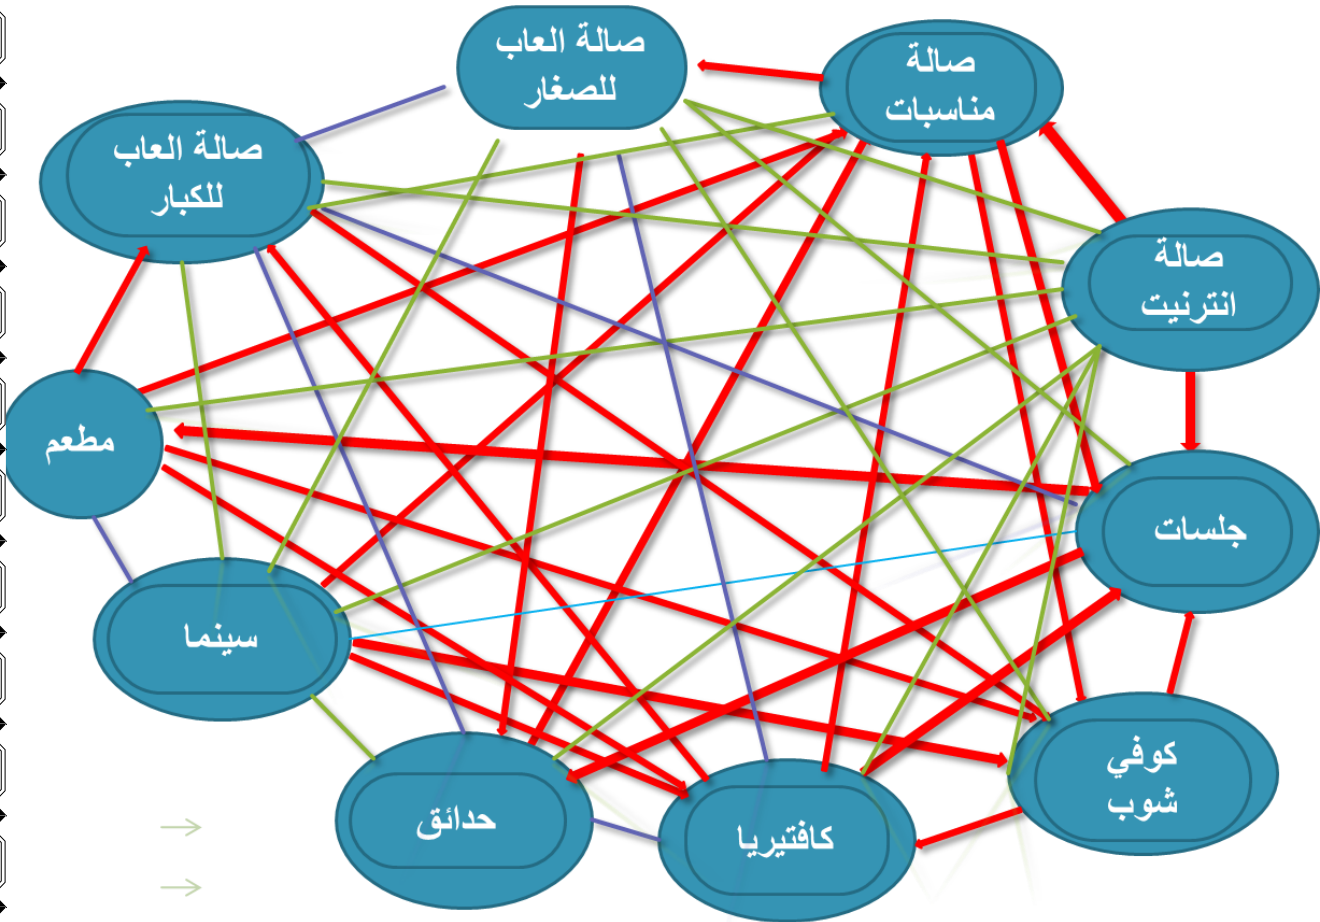 صالة العاب
للصغار
صالة
مناسبات
صالة العاب
للكبار
صالة
انترنيت
مطعم
جلسات
سينما
كوفي
شوب
حدائق
كافتيريا